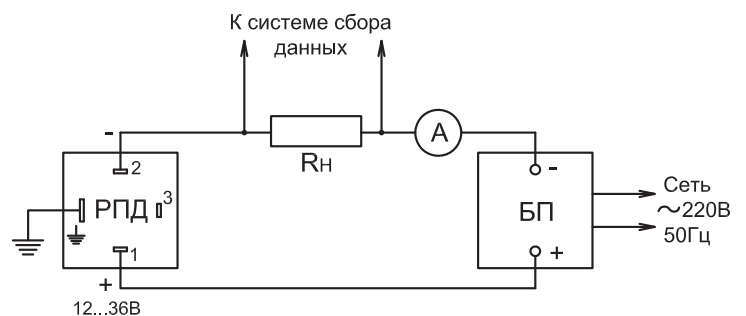 К системе сбора
данных
-
A
Rн
2
-
РПД
3
1
+
12...36В
БП
+
Сеть
~220В
50Гц